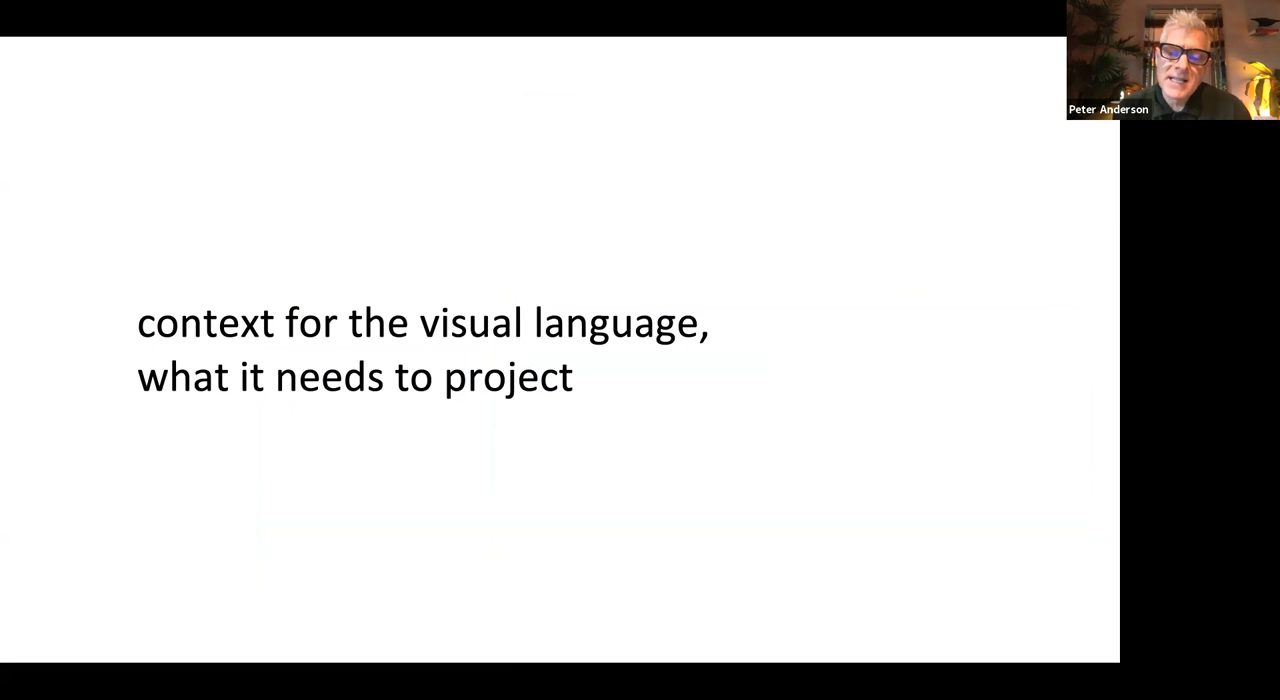 context for the visual language,
what it needs to project
Peter Anderson